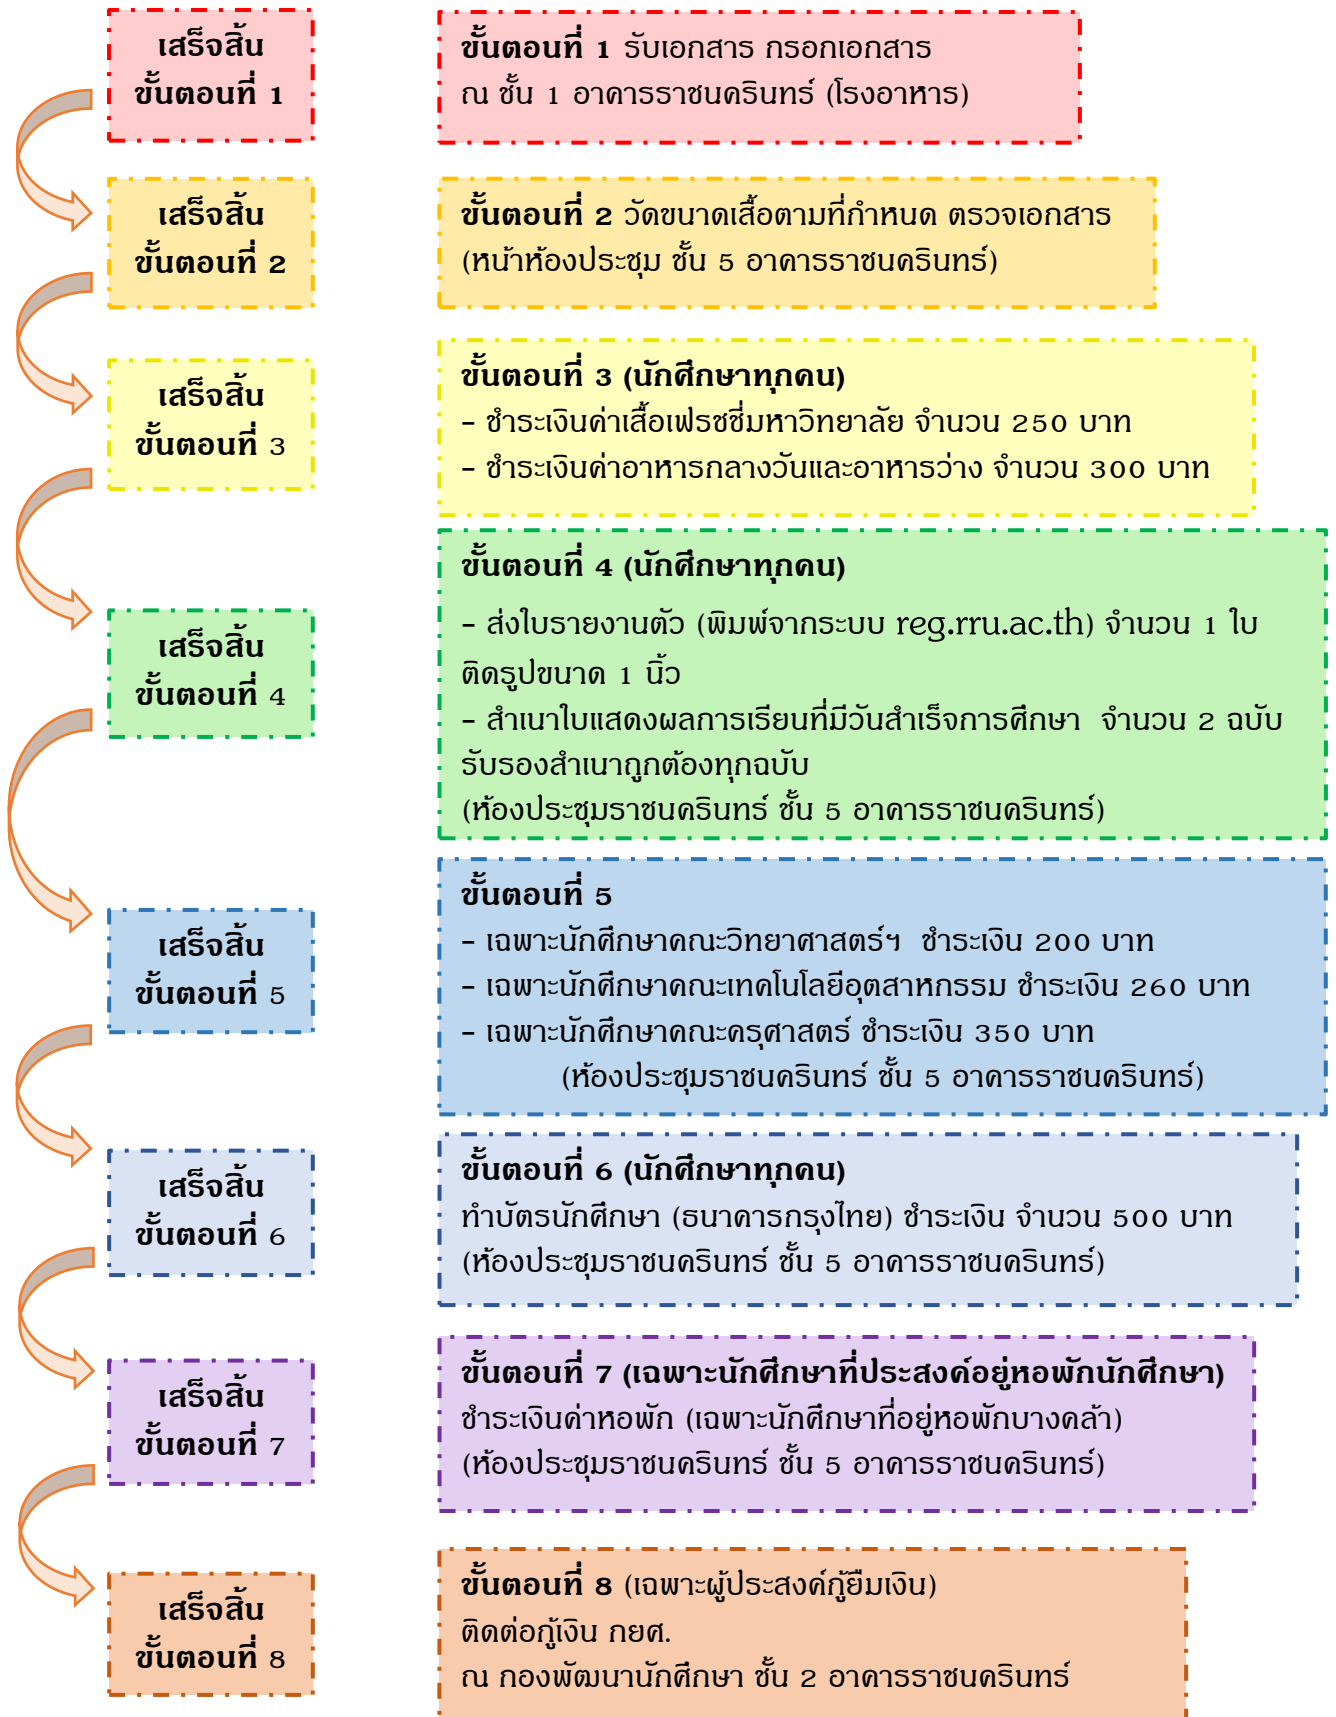 เสร็จสิ้น
ขั้นตอนที่ 1
ขั้นตอนที่ 1 รับเอกสาร กรอกเอกสาร
ณ ชั้น 1 อาคารราชนครินทร์ (โรงอาหาร)
เสร็จสิ้น
ขั้นตอนที่ 2
ขั้นตอนที่ 2 วัดขนาดเสื้อตามที่กำหนด ตรวจเอกสาร
(หน้าห้องประชุม ชั้น 5 อาคารราชนครินทร์)
เสร็จสิ้น
ขั้นตอนที่ 3
ขั้นตอนที่ 3 (นักศึกษาทุกคน)
- ชำระเงินค่าเสื้อเฟรชชี่มหาวิทยาลัย จำนวน 250 บาท
- ชำระเงินค่าอาหารกลางวันและอาหารว่าง จำนวน 300 บาท
เสร็จสิ้น
ขั้นตอนที่ 4
ขั้นตอนที่ 4 (นักศึกษาทุกคน)
- ส่งใบรายงานตัว (พิมพ์จากระบบ reg.rru.ac.th) จำนวน 1 ใบ
ติดรูปขนาด 1 นิ้ว
- สำเนาใบแสดงผลการเรียนที่มีวันสำเร็จการศึกษา จำนวน 2 ฉบับ
รับรองสำเนาถูกต้องทุกฉบับ
(ห้องประชุมราชนครินทร์ ชั้น 5 อาคารราชนครินทร์)
เสร็จสิ้น
ขั้นตอนที่ 5
ขั้นตอนที่ 5
- เฉพาะนักศึกษาคณะวิทยาศาสตร์ฯ ชำระเงิน 200 บาท
- เฉพาะนักศึกษาคณะเทคโนโลยีอุตสาหกรรม ชำระเงิน 260 บาท
- เฉพาะนักศึกษาคณะครุศาสตร์ ชำระเงิน 350 บาท
(ห้องประชุมราชนครินทร์ ชั้น 5 อาคารราชนครินทร์)
เสร็จสิ้น
ขั้นตอนที่ 6
ขั้นตอนที่ 6 (นักศึกษาทุกคน)
ทำบัตรนักศึกษา (ธนาคารกรุงไทย) ชำระเงิน จำนวน 500 บาท
(ห้องประชุมราชนครินทร์ ชั้น 5 อาคารราชนครินทร์)
เสร็จสิ้น
ขั้นตอนที่ 7
ขั้นตอนที่ 7 (เฉพาะนักศึกษาที่ประสงค์อยู่หอพักนักศึกษา)
ชำระเงินค่าหอพัก (เฉพาะนักศึกษาที่อยู่หอพักบางคล้า)
(ห้องประชุมราชนครินทร์ ชั้น 5 อาคารราชนครินทร์)
เสร็จสิ้น
ขั้นตอนที่ 8
ขั้นตอนที่ 8 (เฉพาะผู้ประสงค์กู้ยืมเงิน)
ติดต่อกู้เงิน กยศ.
ณ กองพัฒนานักศึกษา ชั้น 2 อาคารราชนครินทร์